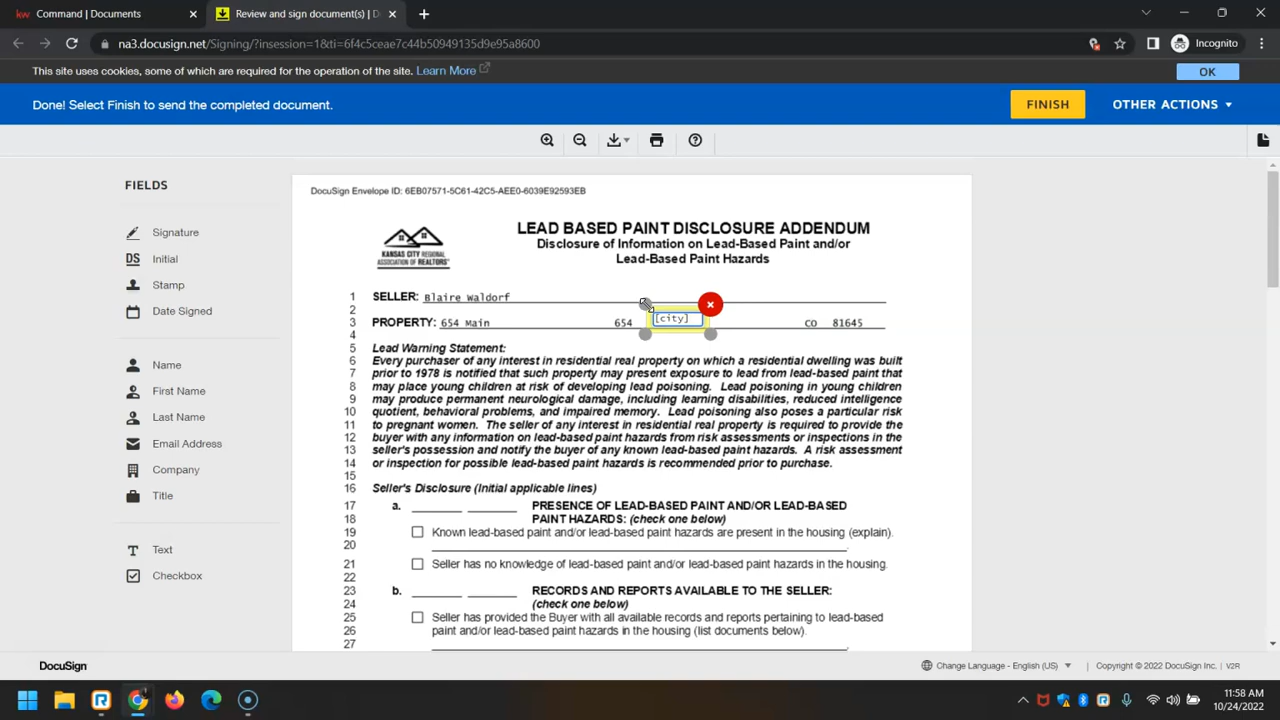 Command | Documents
Review and sign document(s) | D
na3.docusign.net/Signing/?insession=1&ti=6f4c5ceae7c44b50949135d9e95a8600
Incognito
This site uses cookies, some of which are required for the operation of the site. Learn More
OK
Done! Select Finish to send the completed document.
FINISH
OTHER ACTIONS
FIELDS
Signature
DS Initial
Stamp
Date Signed
Name
First Name
Last Name
Email Address
Company
Title
Text
Checkbox
DocuSign Envelope ID: 6EB07571-5C61-42C5-AEE0-6039E92593EB
KANSAS CITY REGIONAL
ASSOCIATION OF REALTORS®
LEAD BASED PAINT DISCLOSURE ADDENDUM
Disclosure of Information on Lead-Based Paint and/or
Lead-Based Paint Hazards
1 SELLER: Blaire Waldorf
2
3 PROPERTY: 654 Main 654 [city] CO 81645
4
5 Lead Warning Statement:
6 Every purchaser of any interest in residential real property on which a residential dwelling was built
7 prior to 1978 is notified that such property may present exposure to lead from lead-based paint that
8 may place young children at risk of developing lead poisoning. Lead poisoning in young children
9 may produce permanent neurological damage, including learning disabilities, reduced intelligence
10 quotient, behavioral problems, and impaired memory. Lead poisoning also poses a particular risk
11 to pregnant women. The seller of any interest in residential real property is required to provide the
12 buyer with any information on lead-based paint hazards from risk assessments or inspections in the
13 seller's possession and notify the buyer of any known lead-based paint hazards. A risk assessment
14 or inspection for possible lead-based paint hazards is recommended prior to purchase.
15
16 Seller's Disclosure (Initial applicable lines)
17 a. PRESENCE OF LEAD-BASED PAINT AND/OR LEAD-BASED
18 PAINT HAZARDS: (check one below)
19 Known lead-based paint and/or lead-based paint hazards are present in the housing (explain).
20
21 Seller has no knowledge of lead-based paint and/or lead-based paint hazards in the housing.
22
23 b. RECORDS AND REPORTS AVAILABLE TO THE SELLER:
24 (check one below)
25 Seller has provided the Buyer with all available records and reports pertaining to lead-based
26 paint and/or lead-based paint hazards in the housing (list documents below).
27
DocuSign
Change Language - English (US)
Copyright © 2022 DocuSign Inc. | V2R
11:58 AM
10/24/2022